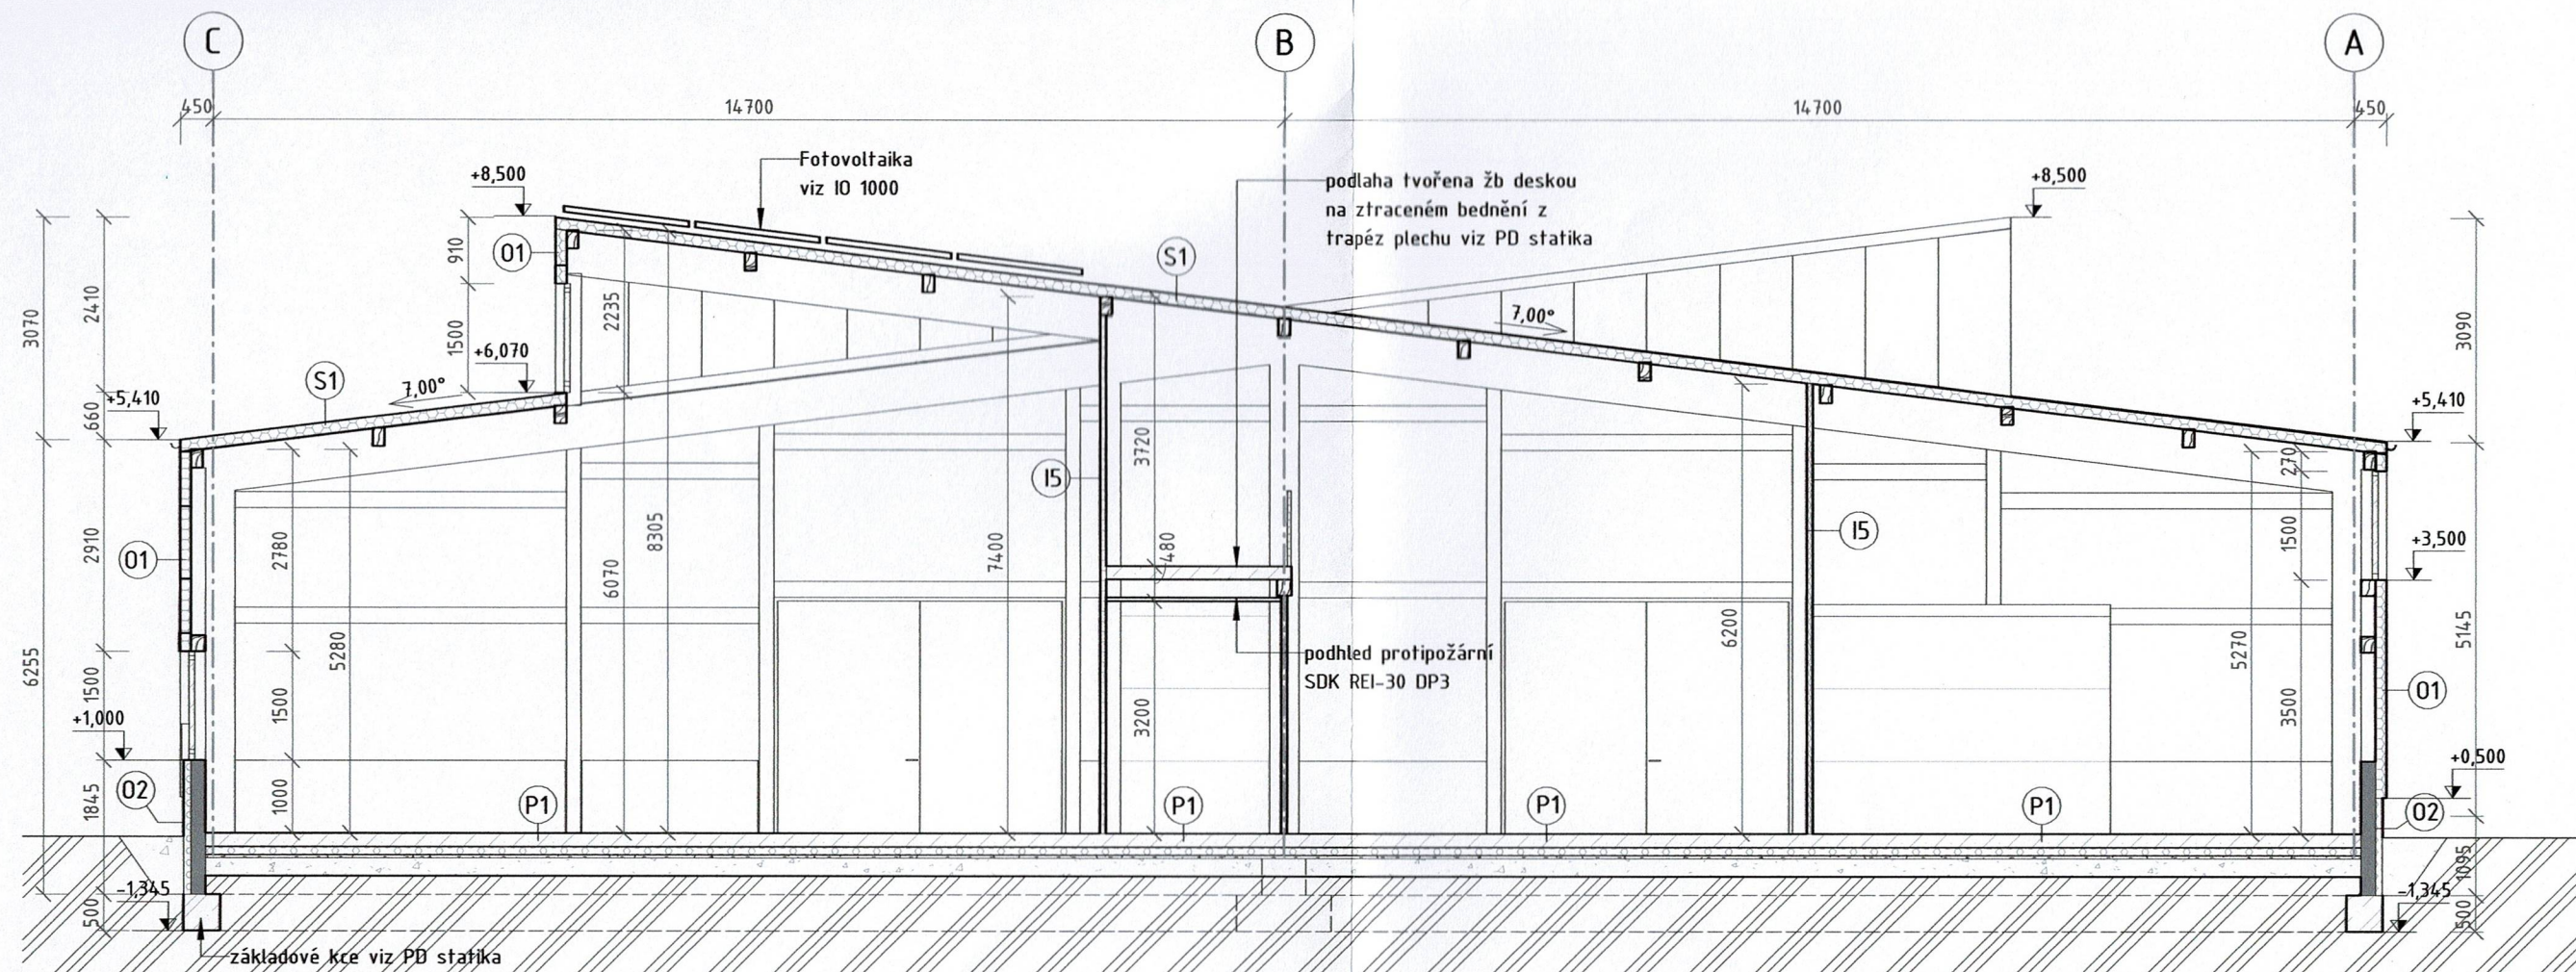 C
B
A
450
14700
14700
450
Fotovoltaika
viz IO 1000
podlaha tvořena žb deskou
na ztraceném bednění z
trapéz plechu viz PD statika
+8,500
+8,500
O1
S1
910
2235
7,00°
3070
2410
1500
+6,070
3090
S1
7,00°
660
+5,410
+5,410
3720
270
I5
I5
O1
2910
2780
8305
7400
480
1500
+3,500
6070
6255
5280
6200
5270
5145
podhled protipožární
SDK REI-30 DP3
1500
1500
3200
3500
O1
+1,000
+0,500
O2
1845
1000
P1
P1
P1
P1
O2
1095
-1,345
-1,345
500
500
základové kce viz PD statika